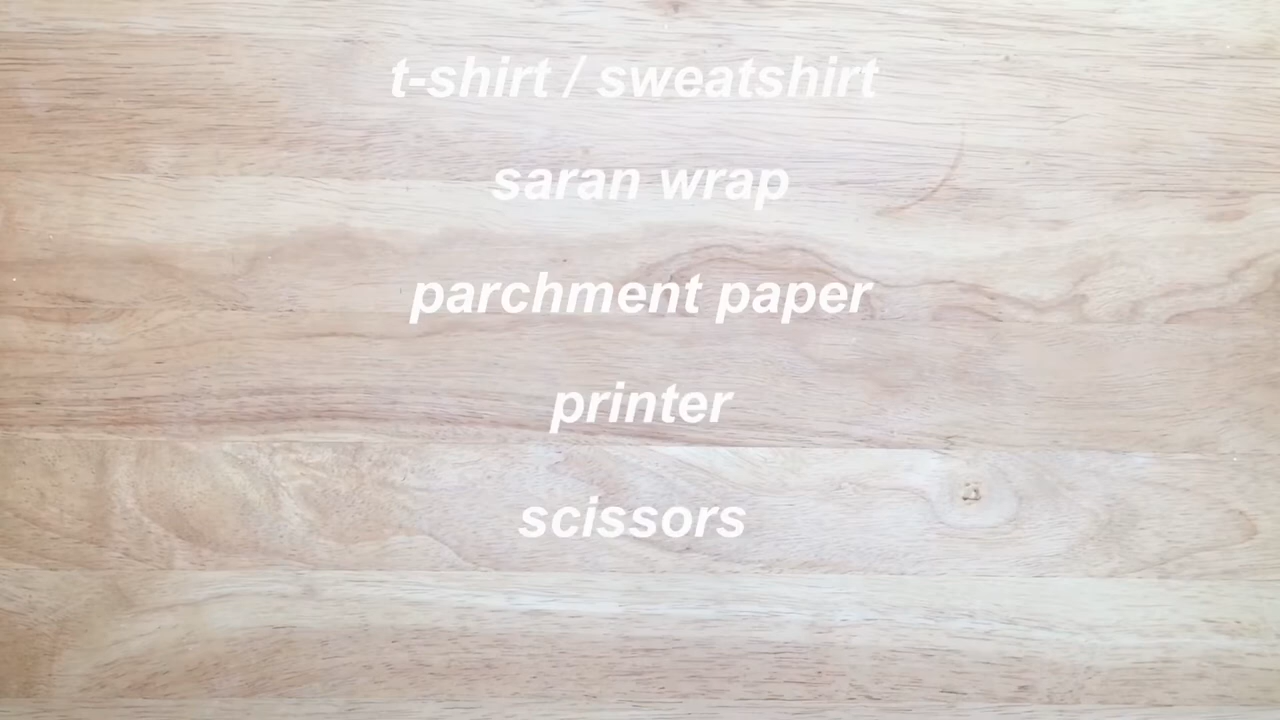 t-shirt / sweatshirt
saran wrap
parchment paper
printer
scissors